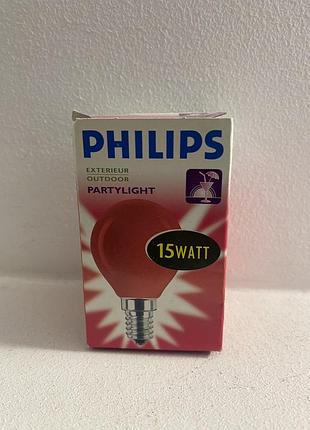 PHILIPS
EXTERIEUR
OUTDOOR
PARTYLIGHT
15WATT